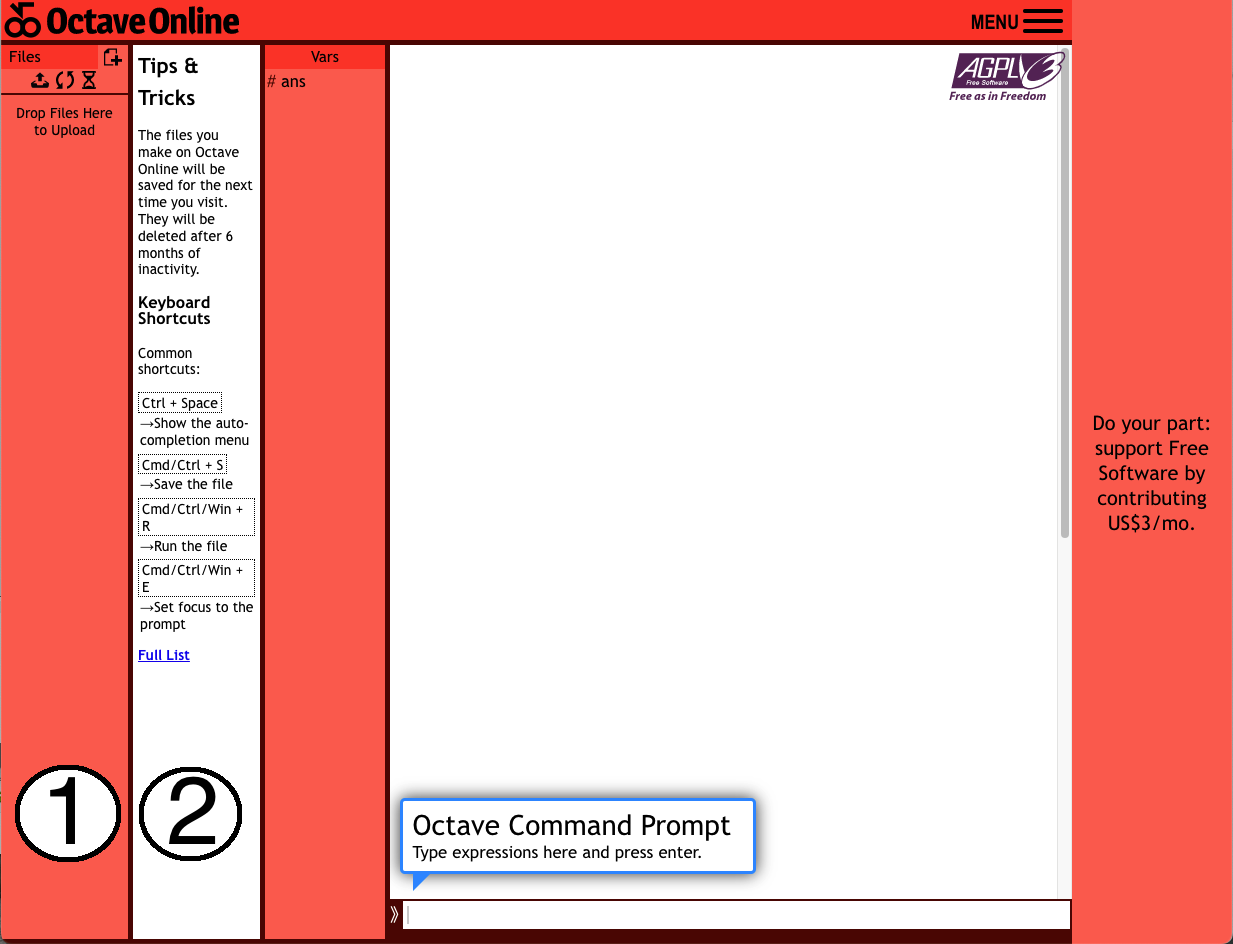 Octave Online
MENU
Files
Drop Files Here
to Upload
1
Tips &
Tricks
The files you
make on Octave
Online will be
saved for the next
time you visit.
They will be
deleted after 6
months of
inactivity.
Keyboard
Shortcuts
Common
shortcuts:
Ctrl + Space
→Show the auto-
completion menu
Cmd/Ctrl + S
→Save the file
Cmd/Ctrl/Win +
R
→Run the file
Cmd/Ctrl/Win +
E
→Set focus to the
prompt
Full List
2
Vars
# ans
AGPLv3
Free Software
Free as in Freedom
Octave Command Prompt
Type expressions here and press enter.
⟫
Do your part:
support Free
Software by
contributing
US$3/mo.